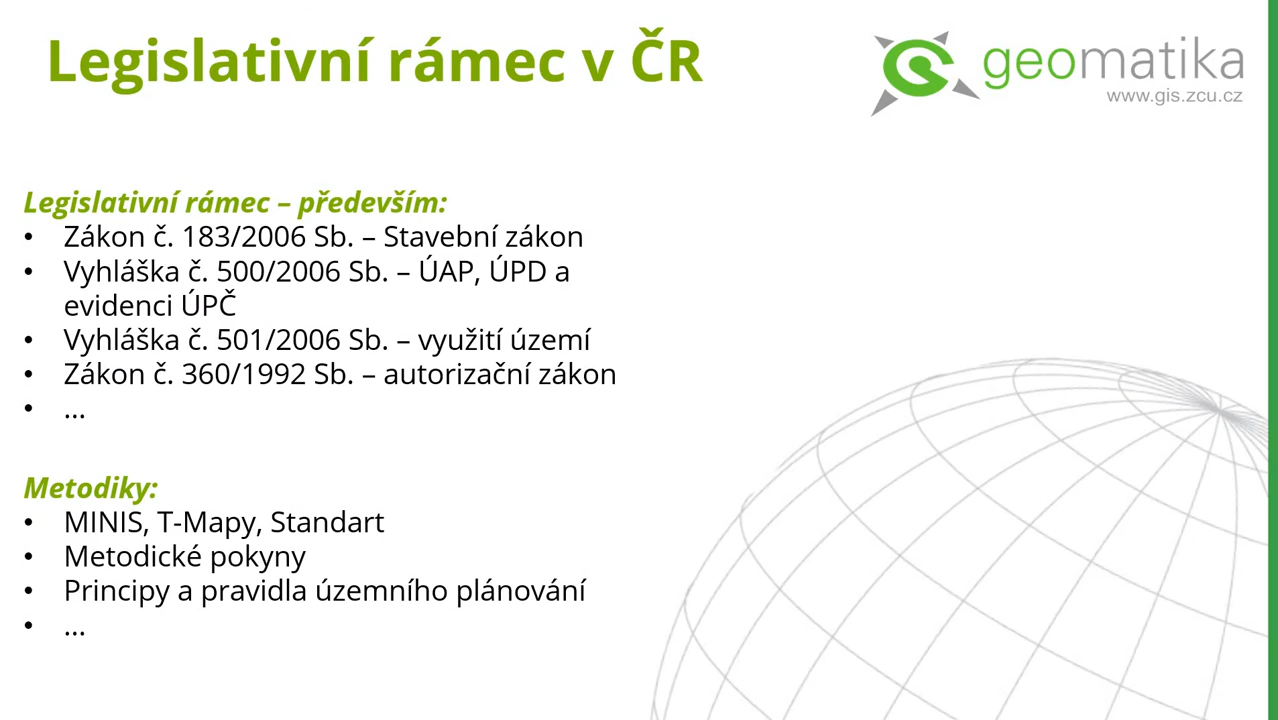 Legislativní rámec v ČR
geomatika
www.gis.zcu.cz
Legislativní rámec – především:
• Zákon č. 183/2006 Sb. – Stavební zákon
• Vyhláška č. 500/2006 Sb. – ÚAP, ÚPD a
evidenci ÚPČ
• Vyhláška č. 501/2006 Sb. – využití území
• Zákon č. 360/1992 Sb. – autorizační zákon
• ...
Metodiky:
• MINIS, T-Mapy, Standart
• Metodické pokyny
• Principy a pravidla územního plánování
• ...